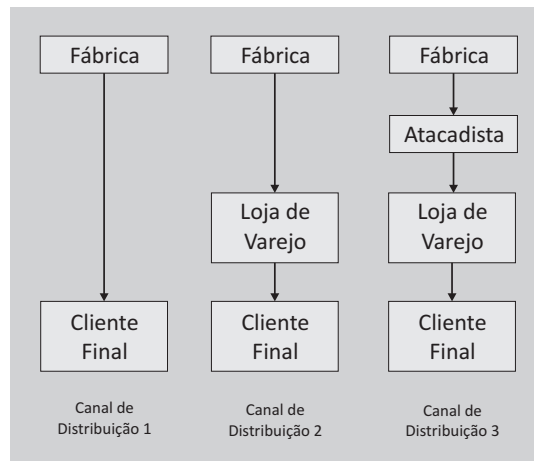 Fábrica
Fábrica
Fábrica
Atacadista
Loja de
Varejo
Loja de
Varejo
Cliente
Final
Cliente
Final
Cliente
Final
Canal de
Distribuição 1
Canal de
Distribuição 2
Canal de
Distribuição 3